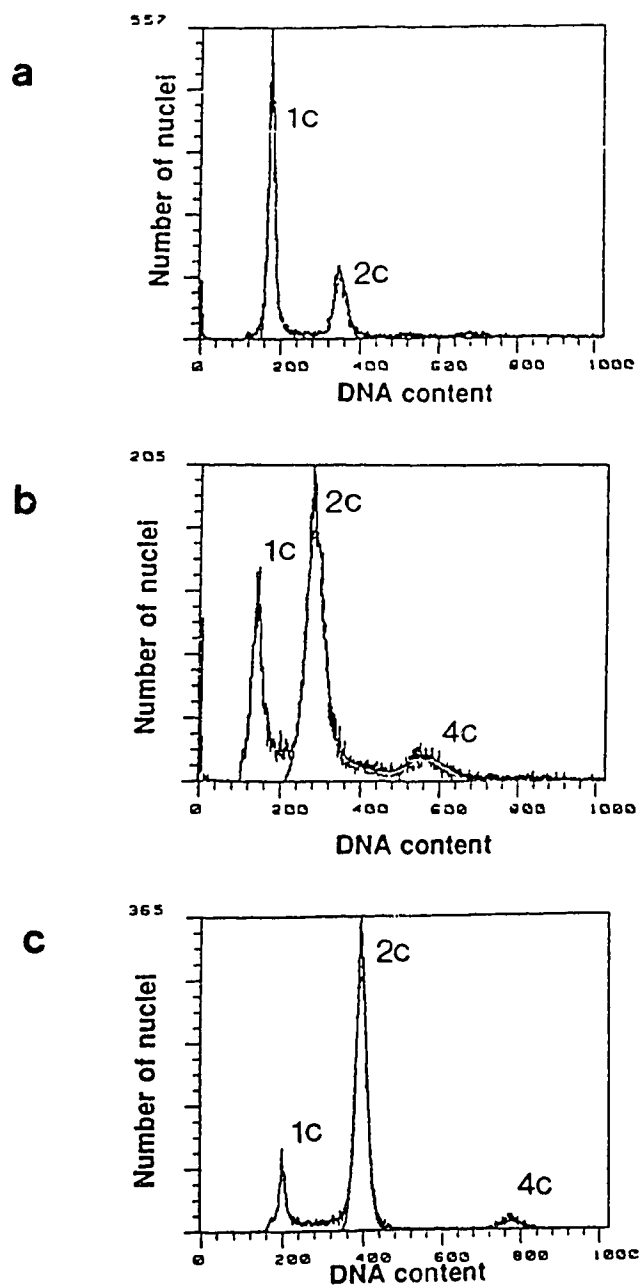 557
a
Number of nuclei
1c
2c
0 200 400 600 800 1000
DNA content
205
b
Number of nuclei
1c
2c
4c
0 200 400 600 800 1000
DNA content
365
c
Number of nuclei
1c
2c
4c
0 200 400 600 800 1000
DNA content